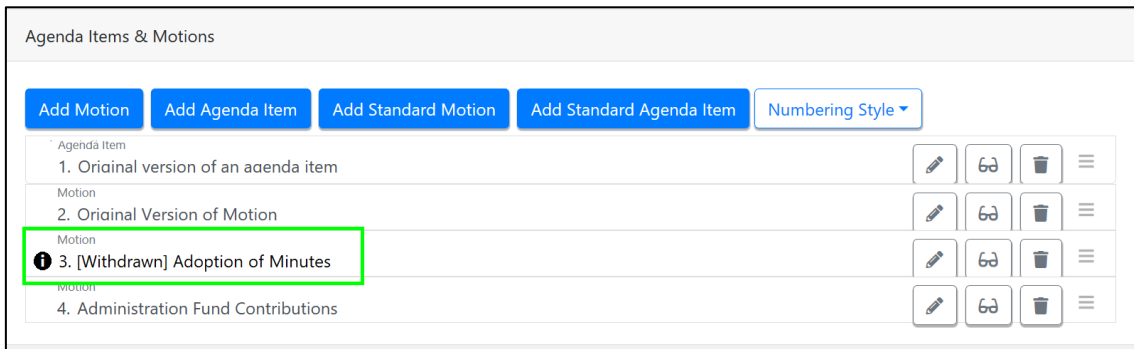 Agenda Items & Motions
Add Motion Add Agenda Item Add Standard Motion Add Standard Agenda Item Numbering Style
Agenda Item
1. Original version of an agenda item
Motion
2. Original Version of Motion
Motion
3. [Withdrawn] Adoption of Minutes
Motion
4. Administration Fund Contributions